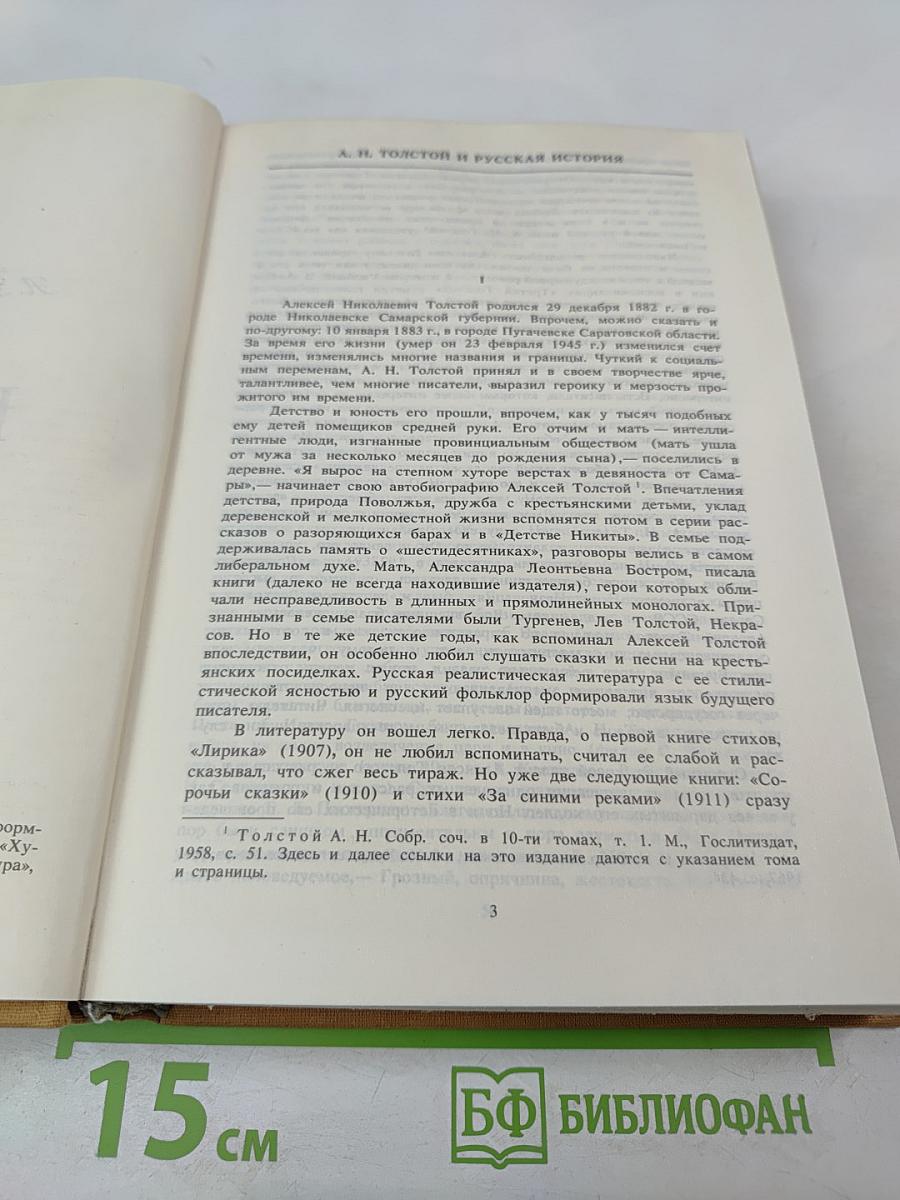 А. Н. ТОЛСТОЙ И РУССКАЯ ИСТОРИЯ
I
Алексей Николаевич Толстой родился 29 декабря 1882 г. в го-
роде Николаевске Самарской губернии. Впрочем, можно сказать и
по-другому: 10 января 1883 г., в городе Пугачевске Саратовской области.
За время его жизни (умер он 23 февраля 1945 г.) изменился счет
времени, изменялись многие названия и границы. Чуткий к социаль-
ным переменам, А. Н. Толстой принял и в своем творчестве ярче,
талантливее, чем многие писатели, выразил героику и мерзость про-
житого им времени.
Детство и юность его прошли, впрочем, как у тысяч подобных
ему детей помещиков средней руки. Его отчим и мать — интелли-
гентные люди, изгнанные провинциальным обществом (мать ушла
от мужа за несколько месяцев до рождения сына),— поселились в
деревне. «Я вырос на степном хуторе верстах в девяноста от Сама-
ры»,— начинает свою автобиографию Алексей Толстой ¹. Впечатления
детства, природа Поволжья, дружба с крестьянскими детьми, уклад
деревенской и мелкопоместной жизни вспомнятся потом в серии рас-
сказов о разоряющихся барах и в «Детстве Никиты». В семье под-
держивалась память о «шестидесятниках», разговоры велись в самом
либеральном духе. Мать, Александра Леонтьевна Бостром, писала
книги (далеко не всегда находившие издателя), герои которых обли-
чали несправедливость в длинных и прямолинейных монологах. При-
знанными в семье писателями были Тургенев, Лев Толстой, Некра-
сов. Но в те же детские годы, как вспоминал Алексей Толстой
впоследствии, он особенно любил слушать сказки и песни на кресть-
янских посиделках. Русская реалистическая литература с ее стили-
стической ясностью и русский фольклор формировали язык будущего
писателя.
В литературу он вошел легко. Правда, о первой книге стихов,
«Лирика» (1907), он не любил вспоминать, считал ее слабой и рас-
сказывал, что сжег весь тираж. Но уже две следующие книги: «Со-
рочьи сказки» (1910) и стихи «За синими реками» (1911) сразу
¹ Толстой А. Н. Собр. соч. в 10-ти томах, т. 1. М., Гослитиздат,
1958, с. 51. Здесь и далее ссылки на это издание даются с указанием тома
и страницы.
3
орм-
«Ху-
ура»,
15 см
БФ БИБЛИОФАН